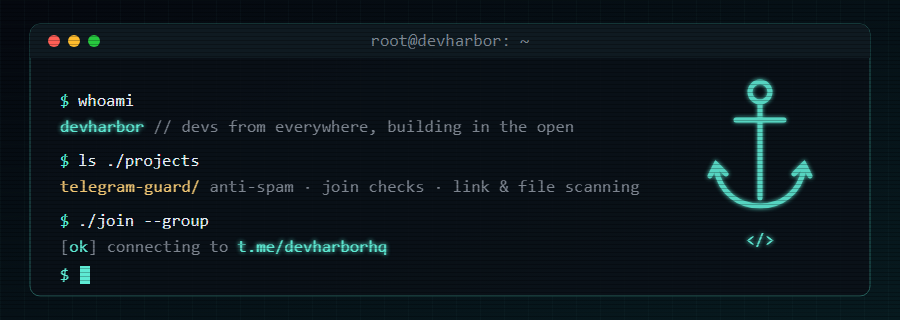 root@devharbor: ~
$ whoami
devharbor // devs from everywhere, building in the open
$ ls ./projects
telegram-guard/ anti-spam · join checks · link & file scanning
$ ./join --group
[ok] connecting to t.me/devharborhq
$
</>